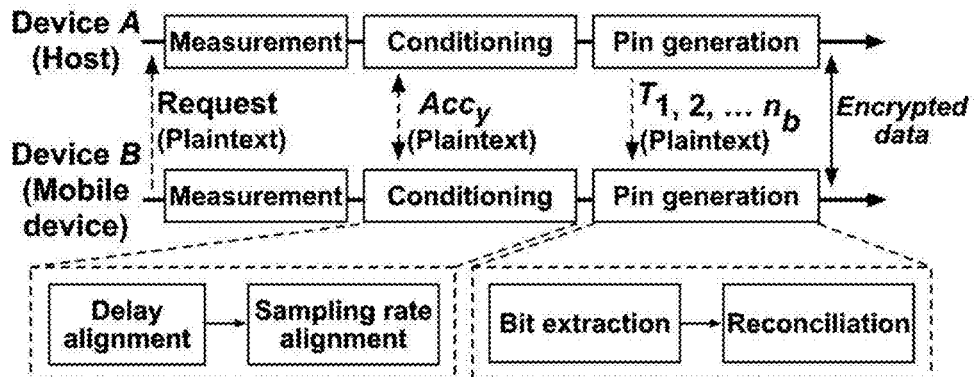 Device A
(Host)
Measurement
Conditioning
Pin generation
Request
(Plaintext)
Acc_y
(Plaintext)
T_1, 2, ... n_b
(Plaintext)
Encrypted
data
Device B
(Mobile
device)
Measurement
Conditioning
Pin generation
Delay
alignment
Sampling rate
alignment
Bit extraction
Reconciliation